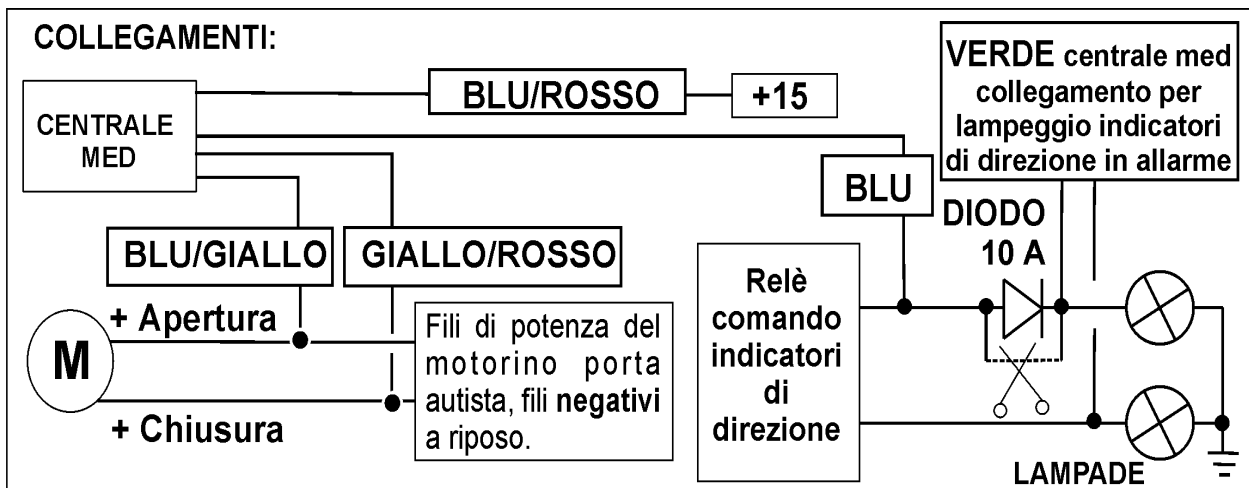 COLLEGAMENTI:
CENTRALE
MED
BLU/ROSSO
+15
VERDE centrale med
collegamento per
lampeggio indicatori
di direzione in allarme
BLU
DIODO
10 A
BLU/GIALLO
GIALLO/ROSSO
+ Apertura
M
+ Chiusura
Fili di potenza del
motorino porta
autista, fili negativi
a riposo.
Relè
comando
indicatori
di
direzione
LAMPADE